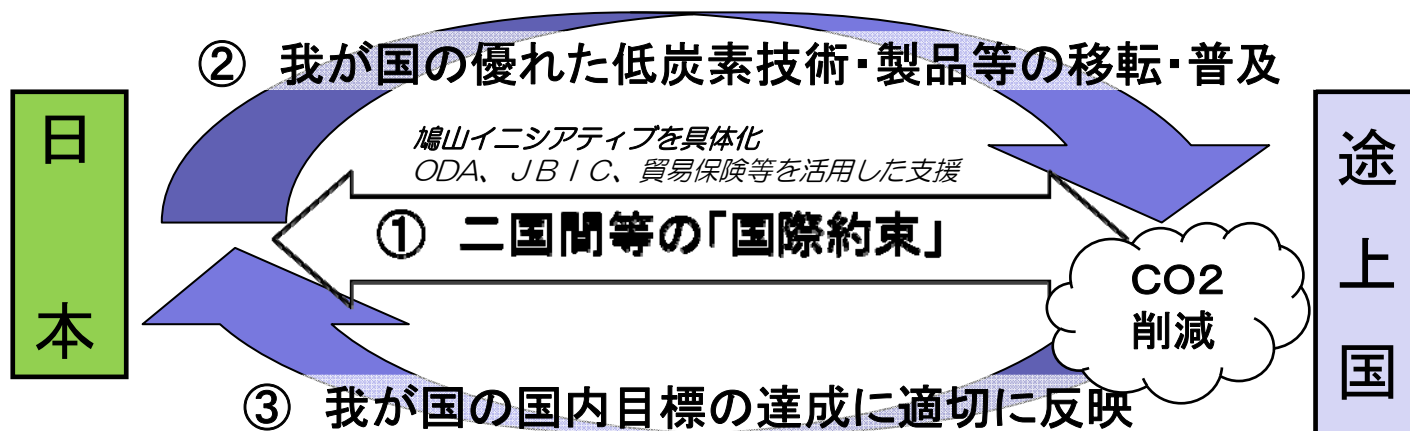 ② 我が国の優れた低炭素技術・製品等の移転・普及
日本
鳩山イニシアティブを具体化
ODA、JBIC、貿易保険等を活用した支援
① 二国間等の「国際約束」
CO2
削減
途上国
③ 我が国の国内目標の達成に適切に反映